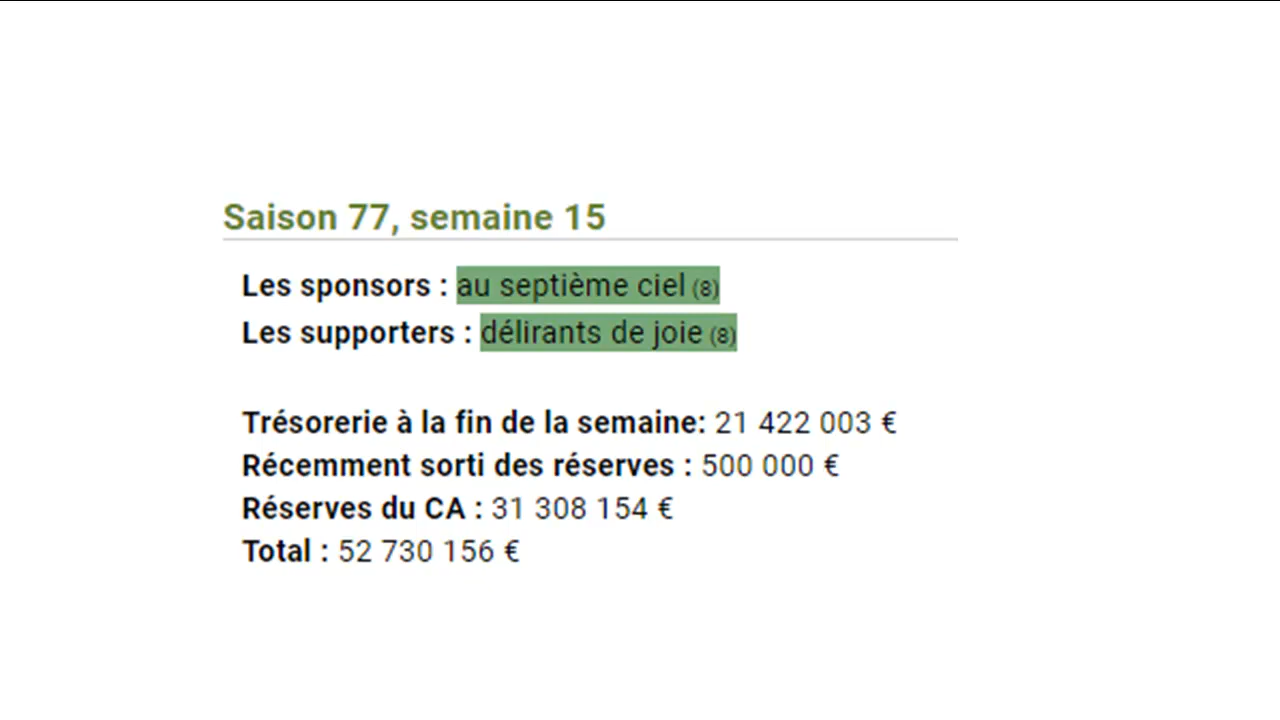 Saison 77, semaine 15
Les sponsors : au septième ciel (8)
Les supporters : délirants de joie (8)
Trésorerie à la fin de la semaine: 21 422 003 €
Récemment sorti des réserves : 500 000 €
Réserves du CA : 31 308 154 €
Total : 52 730 156 €